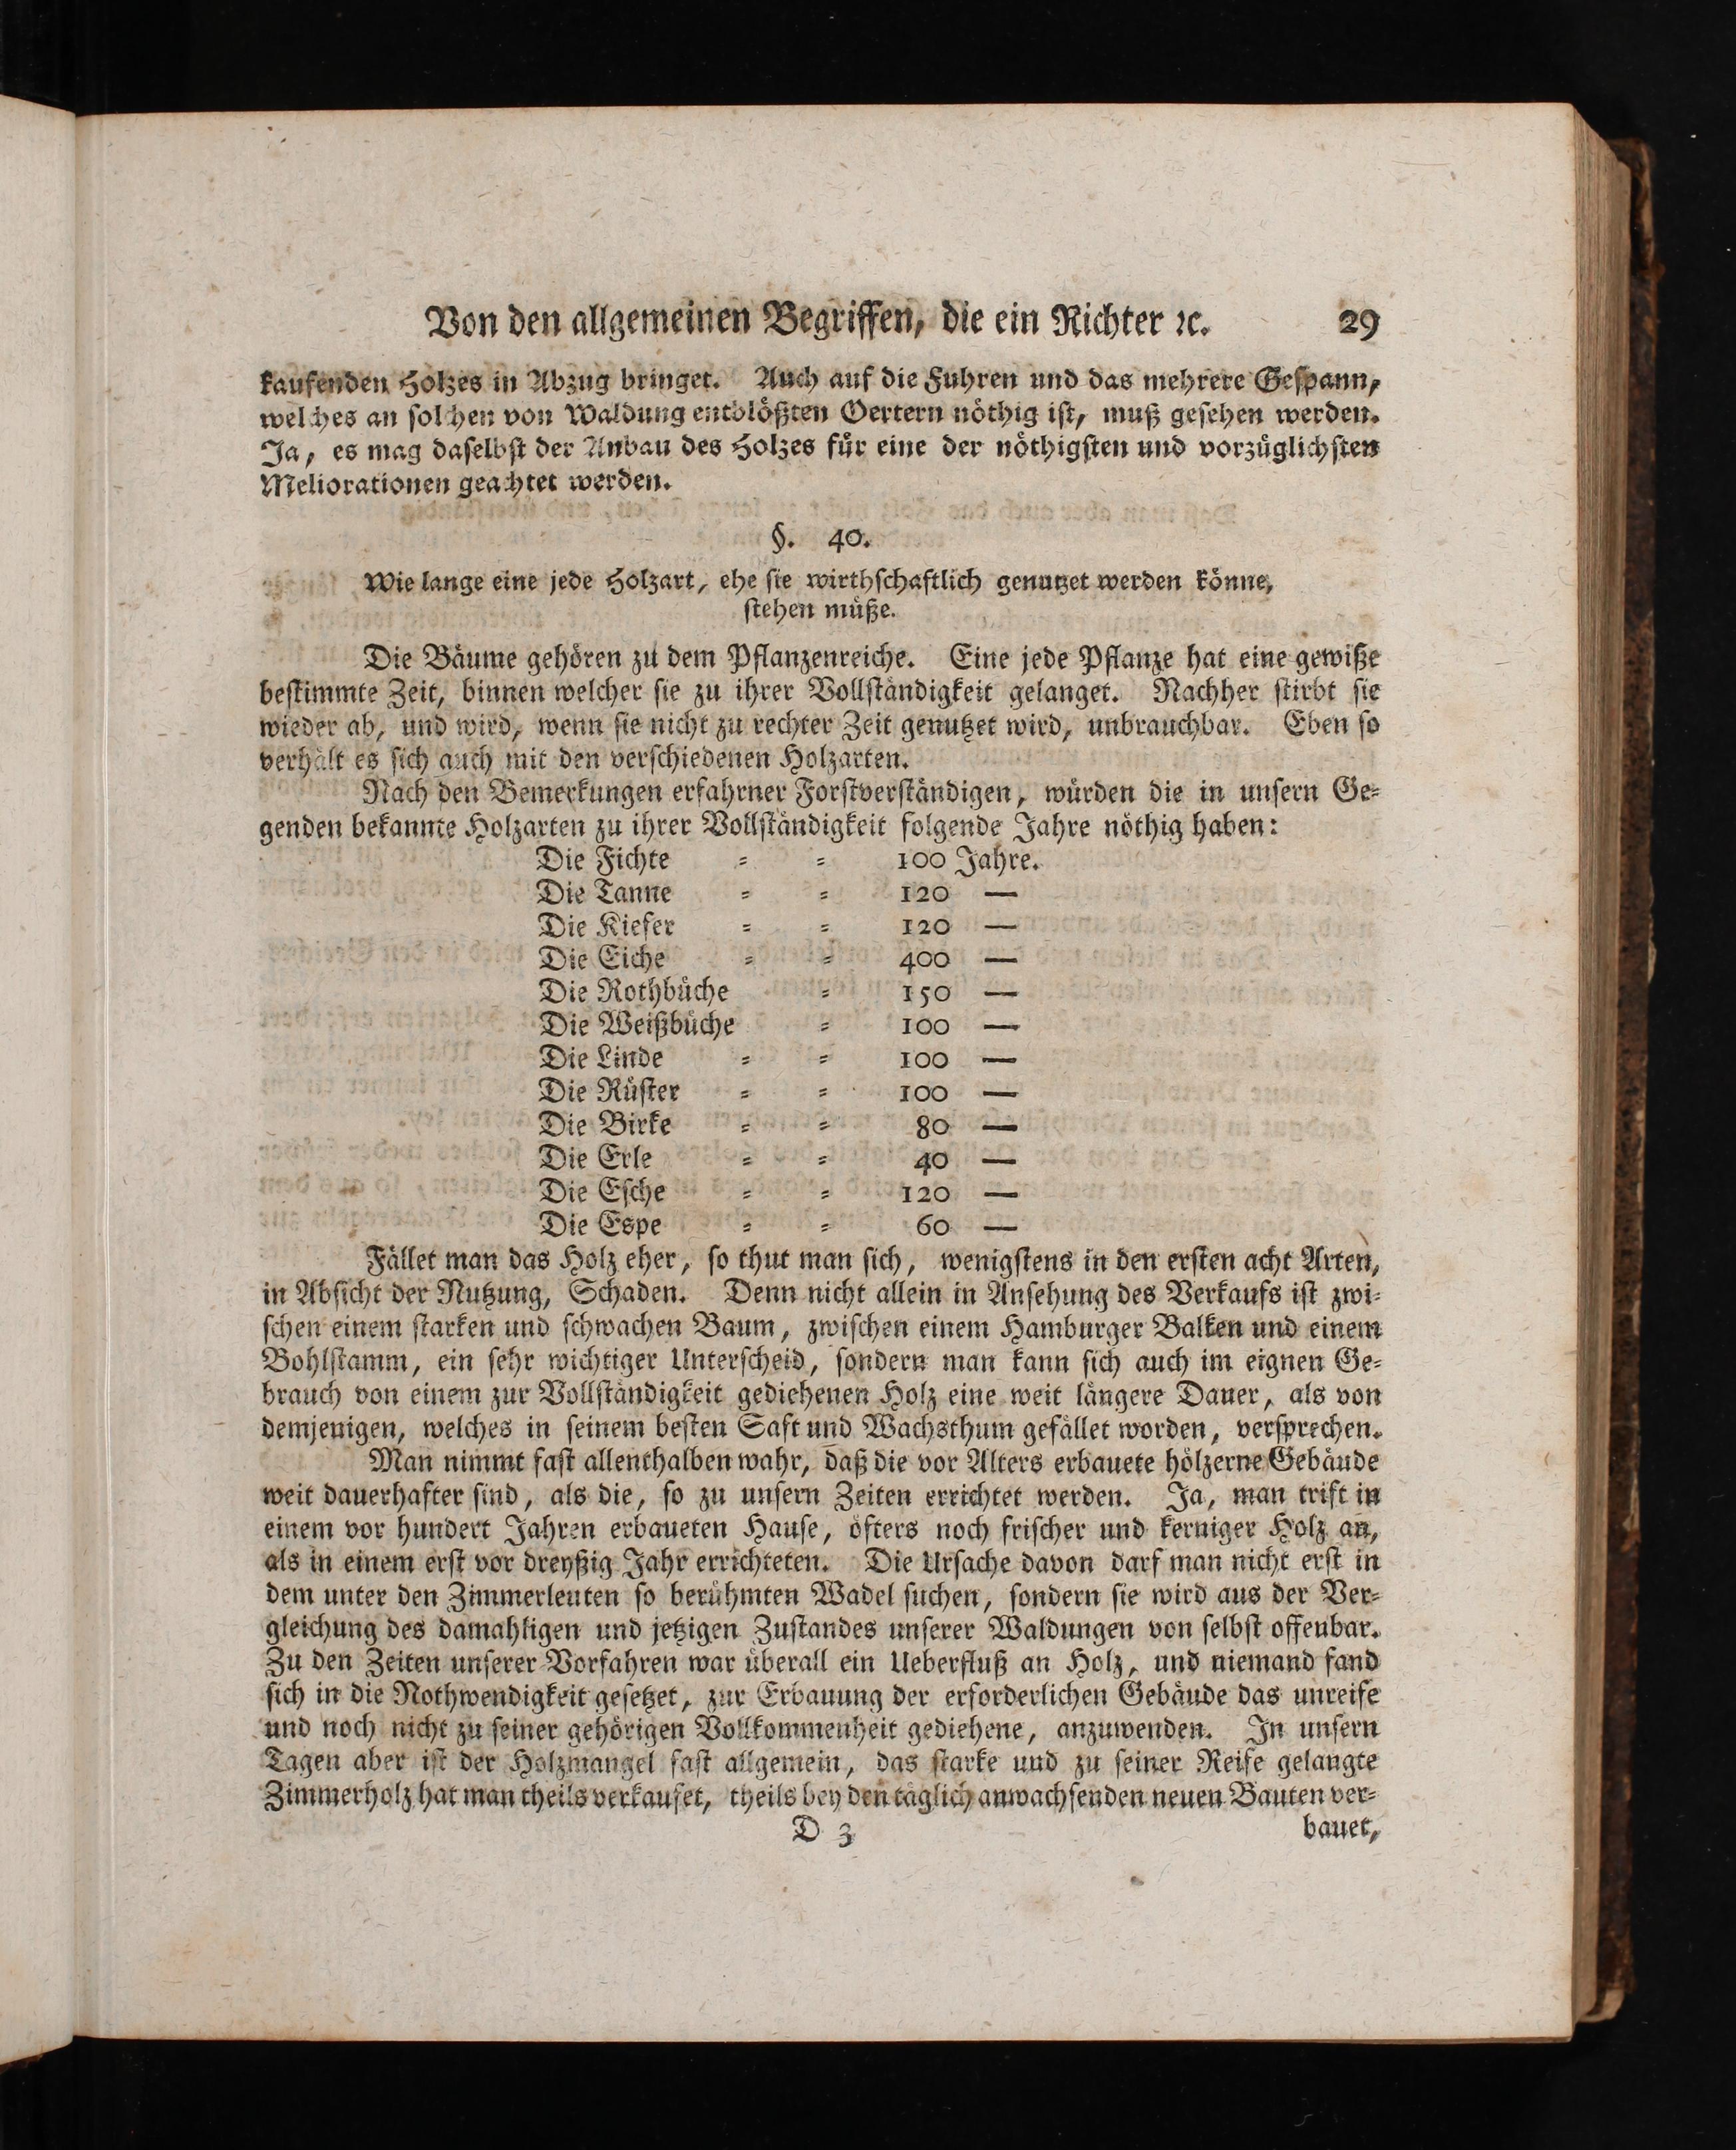 Von den allgemeinen Begriffen, die ein Richter ꝛc. 29
kaufenden Holzes in Abzug bringet. Auch auf die Fuhren und das mehrere Gespann,
welches an solchen von Waldung entblößten Oertern nöthig ist, muß gesehen werden.
Ja, es mag daselbst der Anbau des Holzes für eine der nöthigsten und vorzüglichsten
Meliorationen geachtet werden.
§. 40.
Wie lange eine jede Holzart, ehe sie wirthschaftlich genutzet werden könne,
stehen müße.
Die Bäume gehören zu dem Pflanzenreiche. Eine jede Pflanze hat eine gewiße
bestimmte Zeit, binnen welcher sie zu ihrer Vollständigkeit gelanget. Nachher stirbt sie
wieder ab, und wird, wenn sie nicht zu rechter Zeit genutzet wird, unbrauchbar. Eben so
verhält es sich auch mit den verschiedenen Holzarten.
Nach den Bemerkungen erfahrner Forstverständigen, würden die in unsern Ge-
genden bekannte Holzarten zu ihrer Vollständigkeit folgende Jahre nöthig haben:
Die Fichte = = 100 Jahre.
Die Tanne = = 120 —
Die Kiefer = = 120 —
Die Eiche = = 400 —
Die Rothbüche = 150 —
Die Weißbüche = 100 —
Die Linde = = 100 —
Die Rüster = = 100 —
Die Birke = = 80 —
Die Erle = = 40 —
Die Esche = = 120 —
Die Espe = = 60 —
Fället man das Holz eher, so thut man sich, wenigstens in den ersten acht Arten,
in Absicht der Nutzung, Schaden. Denn nicht allein in Ansehung des Verkaufs ist zwi-
schen einem starken und schwachen Baum, zwischen einem Hamburger Balken und einem
Bohlstamm, ein sehr wichtiger Unterscheid, sondern man kann sich auch im eignen Ge-
brauch von einem zur Vollständigkeit gediehenen Holz eine weit längere Dauer, als von
demjenigen, welches in seinem besten Saft und Wachsthum gefället worden, versprechen.
Man nimmt fast allenthalben wahr, daß die vor Alters erbauete hölzerne Gebäude
weit dauerhafter sind, als die, so zu unsern Zeiten errichtet werden. Ja, man trift in
einem vor hundert Jahren erbaueten Hause, öfters noch frischer und kerniger Holz an,
als in einem erst vor dreyßig Jahr errichteten. Die Ursache davon darf man nicht erst in
dem unter den Zimmerleuten so berühmten Wadel suchen, sondern sie wird aus der Ver-
gleichung des damahligen und jetzigen Zustandes unserer Waldungen von selbst offenbar.
Zu den Zeiten unserer Vorfahren war überall ein Ueberfluß an Holz, und niemand fand
sich in die Nothwendigkeit gesetzet, zur Erbauung der erforderlichen Gebäude das unreife
und noch nicht zu seiner gehörigen Vollkommenheit gediehene, anzuwenden. In unsern
Tagen aber ist der Holzmangel fast allgemein, das starke und zu seiner Reife gelangte
Zimmerholz hat man theils verkaufet, theils bey den täglich anwachsenden neuen Bauten ver-
D 3 bauet,